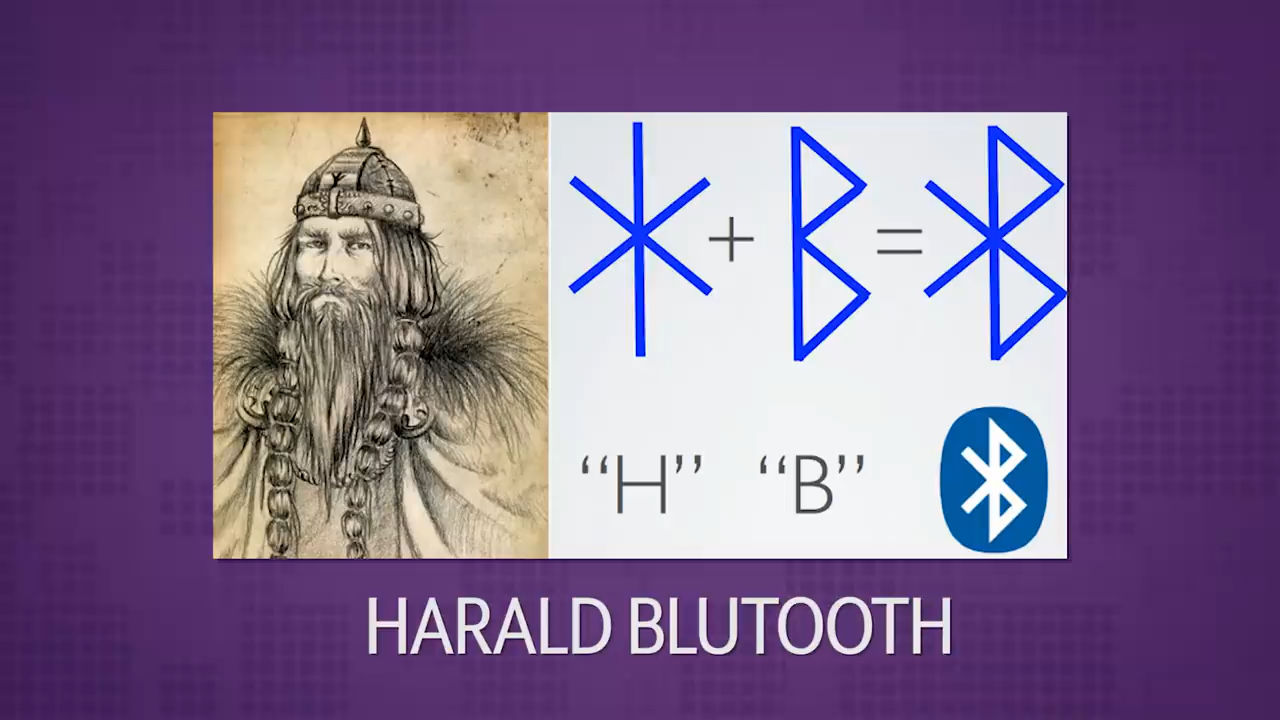 ᚼ + ᛒ =
“H” “B”
HARALD BLUTOOTH